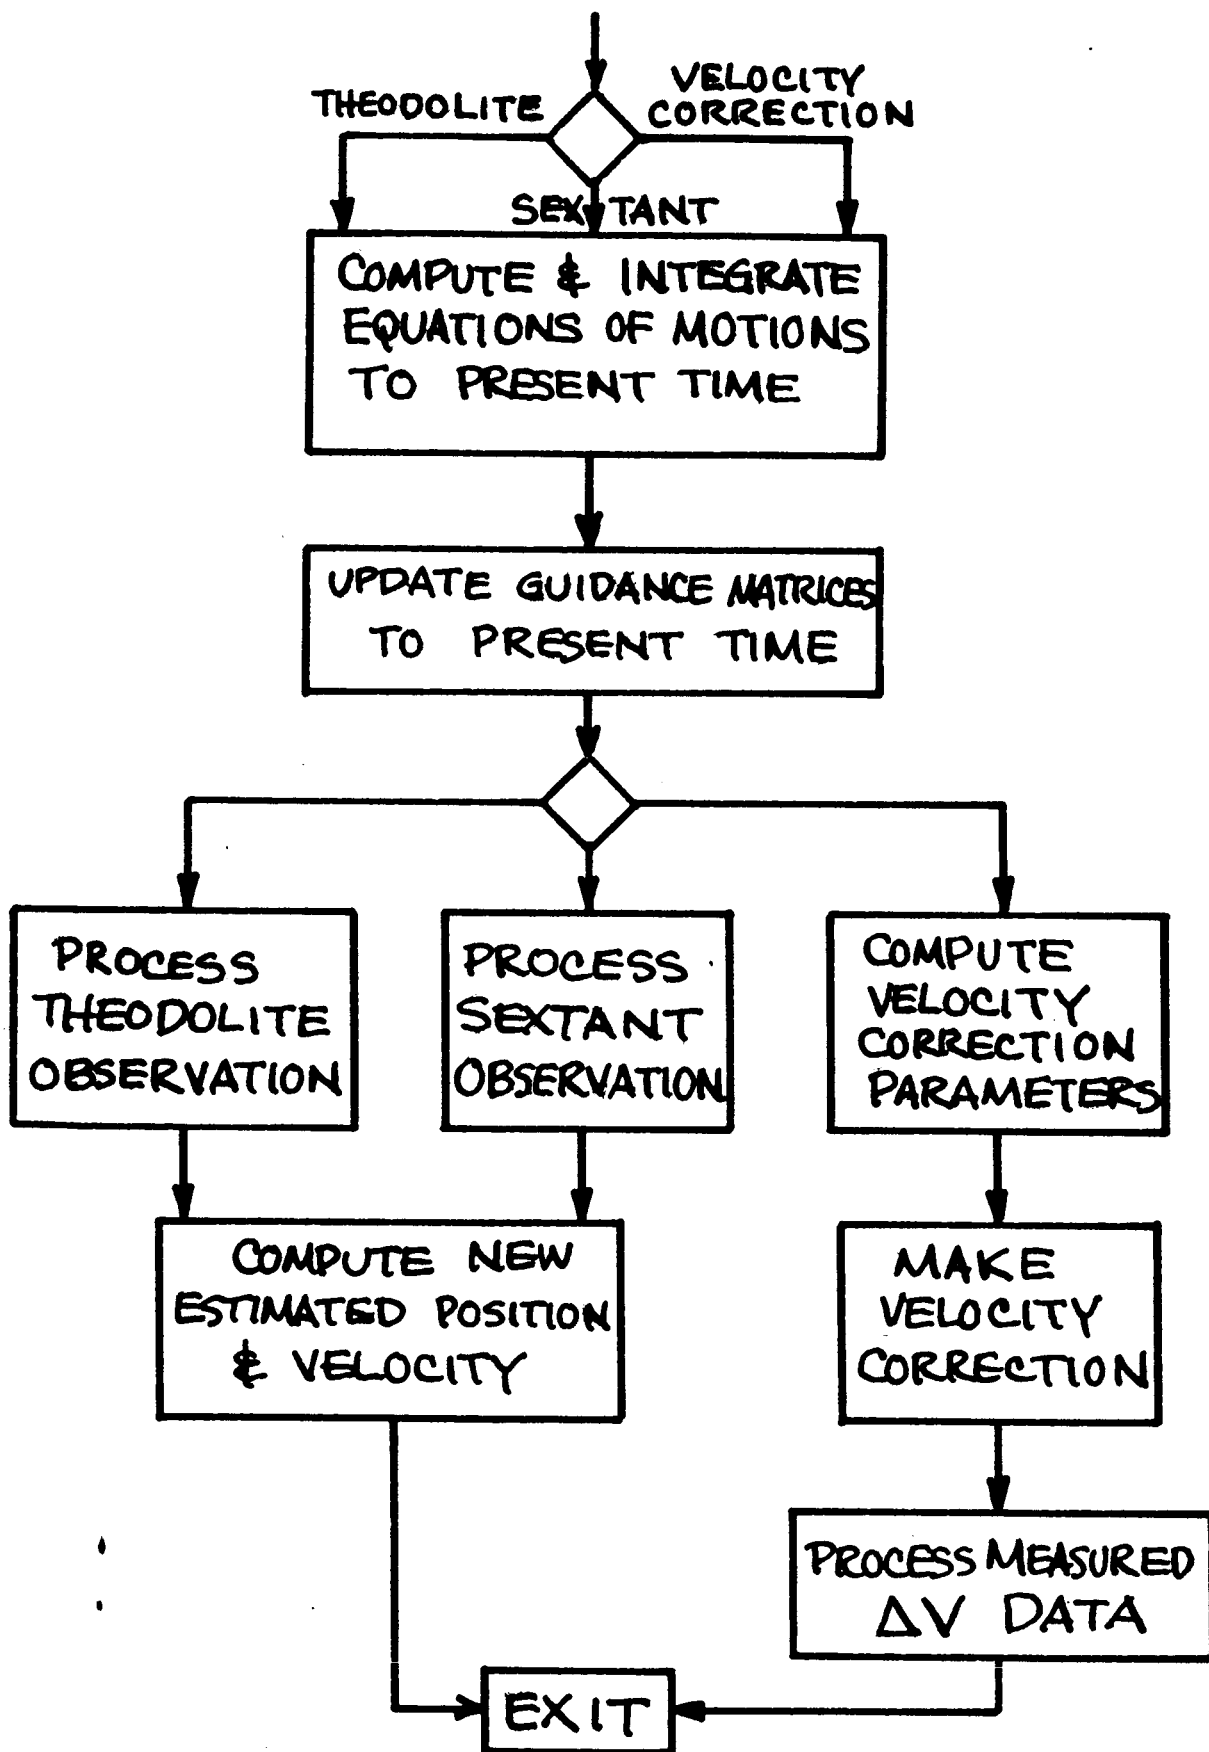 THEODOLITE
VELOCITY
CORRECTION
SEXTANT
COMPUTE & INTEGRATE
EQUATIONS OF MOTIONS
TO PRESENT TIME
UPDATE GUIDANCE MATRICES
TO PRESENT TIME
PROCESS
THEODOLITE
OBSERVATION
PROCESS
SEXTANT
OBSERVATION
COMPUTE
VELOCITY
CORRECTION
PARAMETERS
COMPUTE NEW
ESTIMATED POSITION
& VELOCITY
MAKE
VELOCITY
CORRECTION
PROCESS MEASURED
ΔV DATA
EXIT